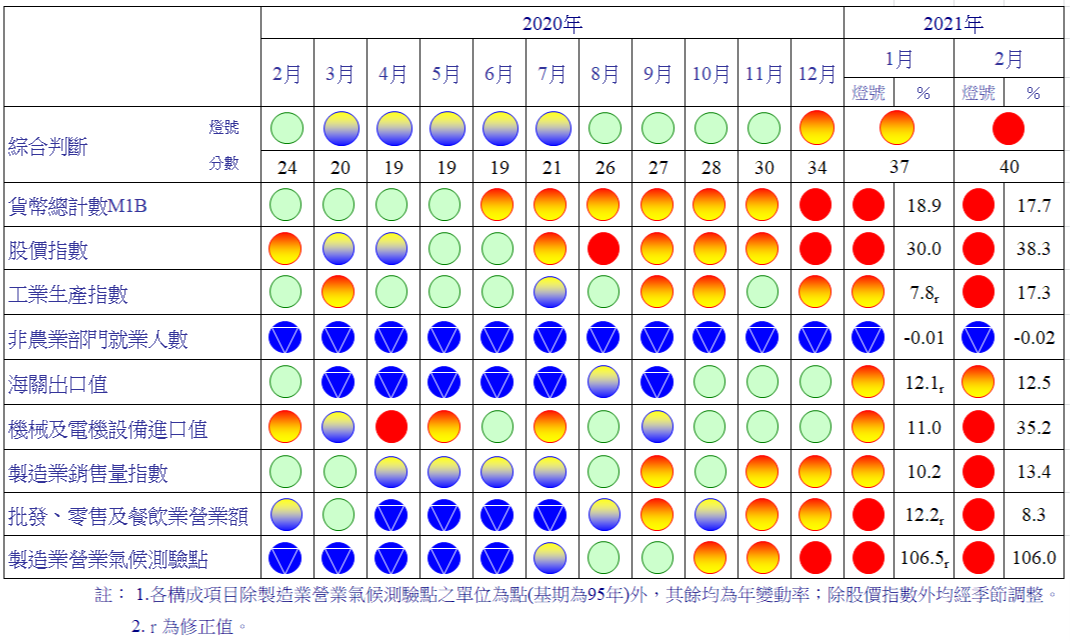 2020年 2021年
2月 3月 4月 5月 6月 7月 8月 9月 10月 11月 12月 1月 2月
燈號 % 燈號 %
綜合判斷 燈號
分數 24 20 19 19 19 21 26 27 28 30 34 37 40
貨幣總計數M1B 18.9 17.7
股價指數 30.0 38.3
工業生產指數 7.8r 17.3
非農業部門就業人數 -0.01 -0.02
海關出口值 12.1r 12.5
機械及電機設備進口值 11.0 35.2
製造業銷售量指數 10.2 13.4
批發、零售及餐飲業營業額 12.2r 8.3
製造業營業氣候測驗點 106.5r 106.0
註： 1.各構成項目除製造業營業氣候測驗點之單位為點(基期為95年)外，其餘均為年變動率；除股價指數外均經季節調整。
2. r 為修正值。